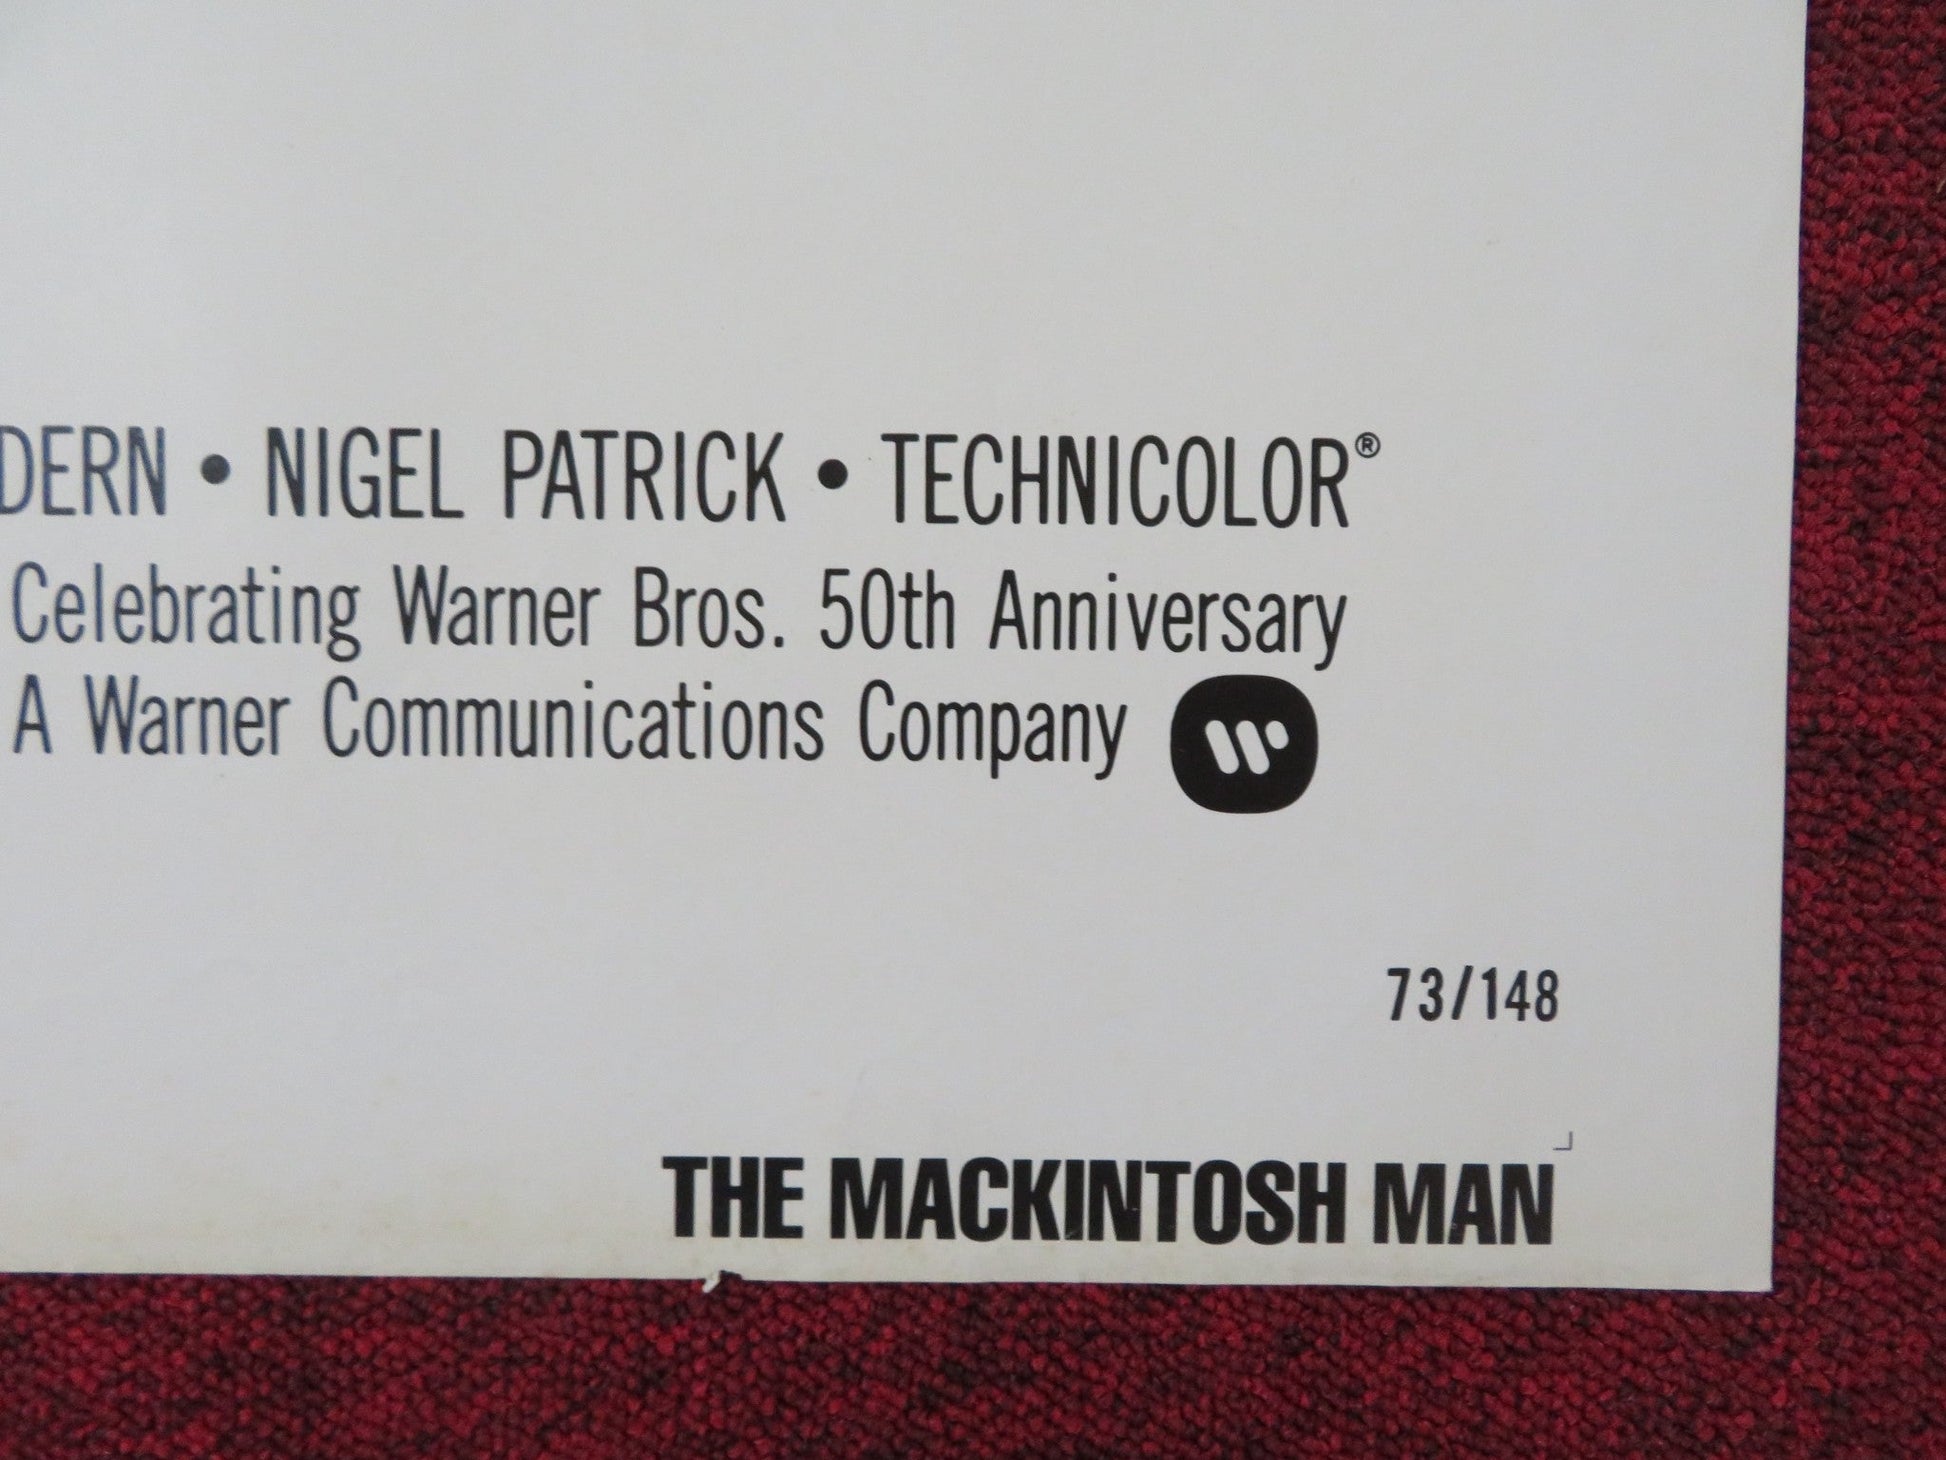 DERN • NIGEL PATRICK • TECHNICOLOR®
Celebrating Warner Bros. 50th Anniversary
A Warner Communications Company
73/148
THE MACKINTOSH MAN